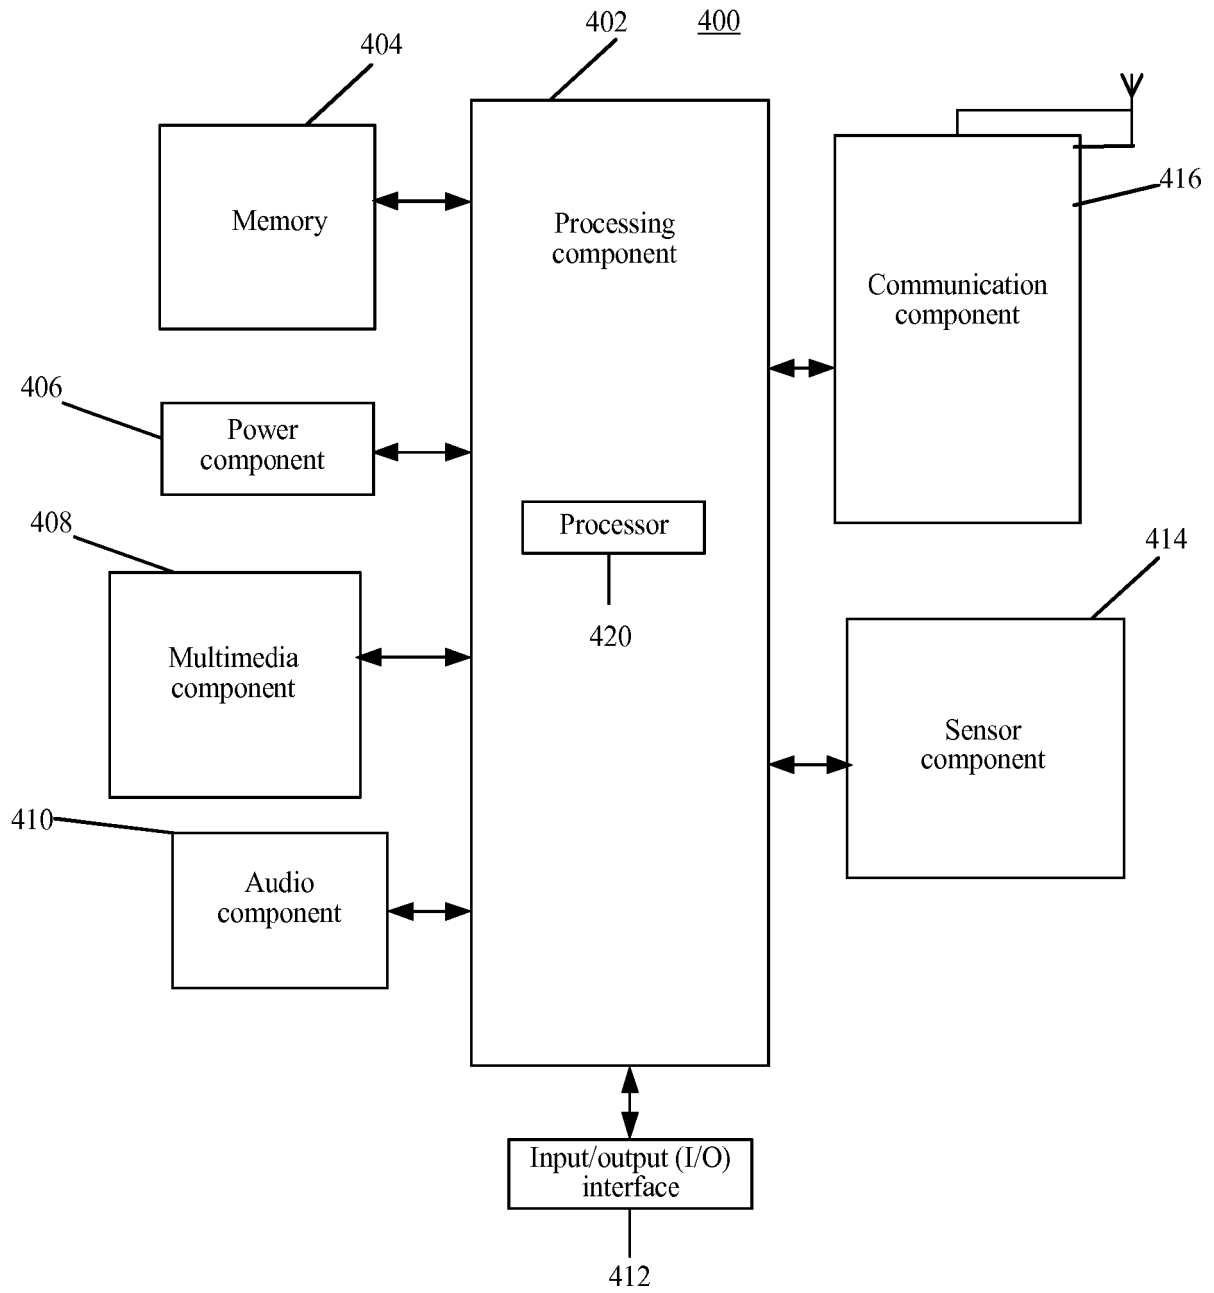 402
400
404
416
Memory
Processing
component
Communication
component
406
Power
component
408
Processor
414
420
Multimedia
component
Sensor
component
410
Audio
component
Input/output (I/O)
interface
412